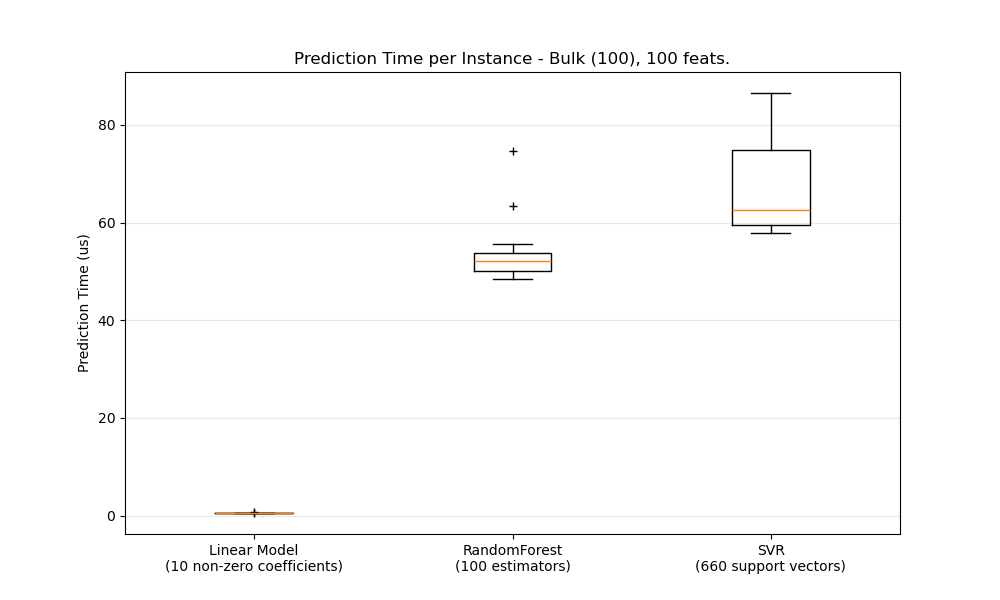 Prediction Time per Instance - Bulk (100), 100 feats.
Prediction Time (us)
80
60
40
20
0
Linear Model
(10 non-zero coefficients)
RandomForest
(100 estimators)
SVR
(660 support vectors)